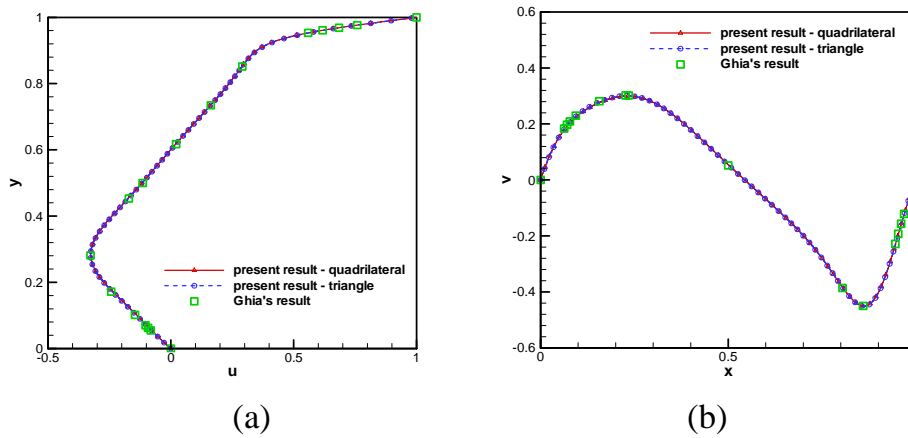 1
0.8
0.6
0.4
0.2
0
y
-0.5
0
0.5
1
u
present result - quadrilateral
present result - triangle
Ghia's result
(a)
0.6
0.4
0.2
0
-0.2
-0.4
-0.6
v
0
0.5
x
present result - quadrilateral
present result - triangle
Ghia's result
(b)